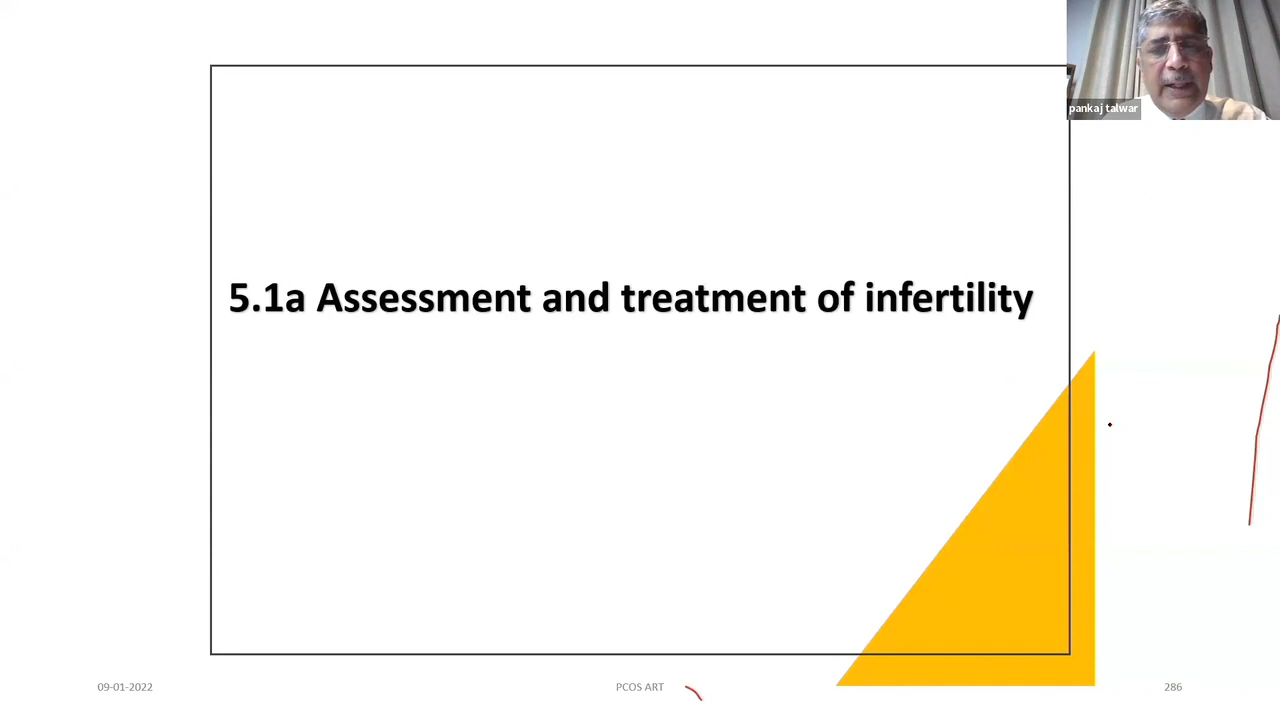 pankaj talwar
5.1a Assessment and treatment of infertility
09-01-2022
PCOS ART
286